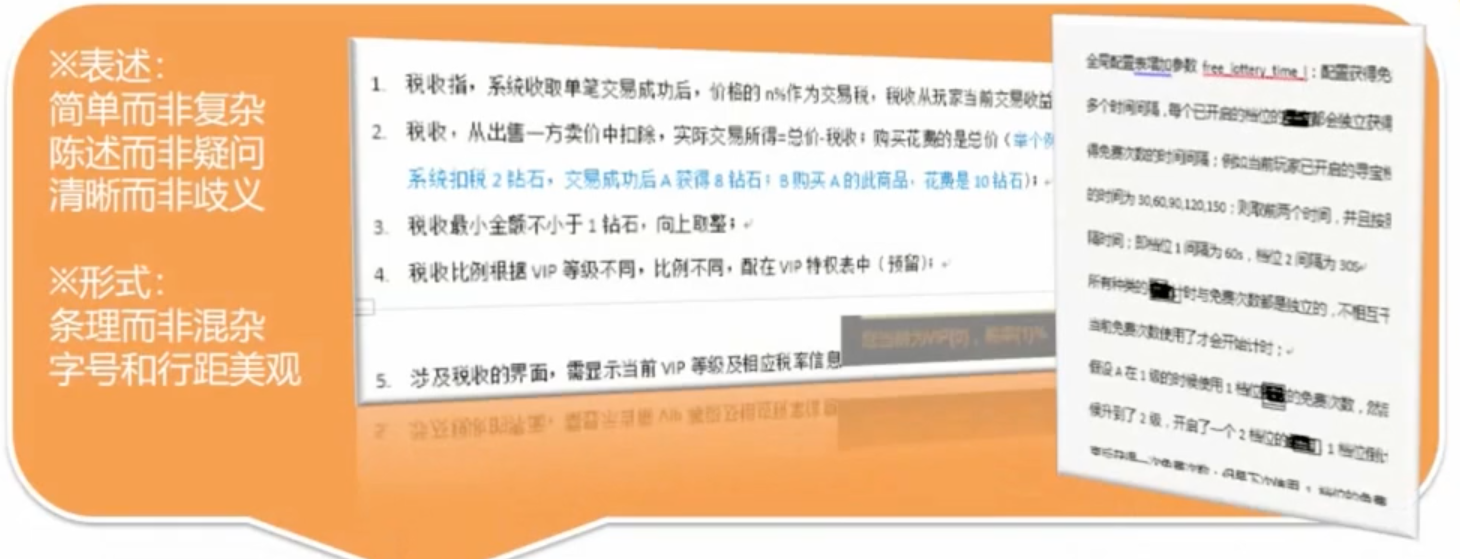 ※表述：
简单而非复杂
陈述而非疑问
清晰而非歧义
※形式：
条理而非混杂
字号和行距美观
1. 税收指，系统收取单笔交易成功后，价格的 n%作为交易税，税收从玩家当前交易收益
2. 税收，从出售一方卖价中扣除，实际交易所得=总价-税收；购买花费的是总价（举个例
系统扣税 2 钻石，交易成功后 A 获得 8 钻石；B 购买 A 的此商品，花费是 10 钻石）；
3. 税收最小金额不小于 1 钻石，向上取整；
4. 税收比例根据 VIP 等级不同，比例不同，配在 VIP 特权表中（预留）；
5. 涉及税收的界面，需显示当前 VIP 等级及相应税率信息
全局配置表增加参数 free_lottery_time_l：配置获得免
多个时间间隔，每个已开启的档位的都会独立获得
得免费次数的时间间隔；例如当前玩家已开启的寻宝
的时间为 30,60,90,120,150；则取前两个时间，并且按照
隔时间；即档位 1 间隔为 60s，档位 2 间隔为 30s
所有种类的计时与免费次数都是独立的，不相互干
当前免费次数使用了才会开始计时；
假设 A 在 1 级的时候使用 1 档位的免费次数，然后
候升到了 2 级，开启了一个 2 档位的 1 档位倒计